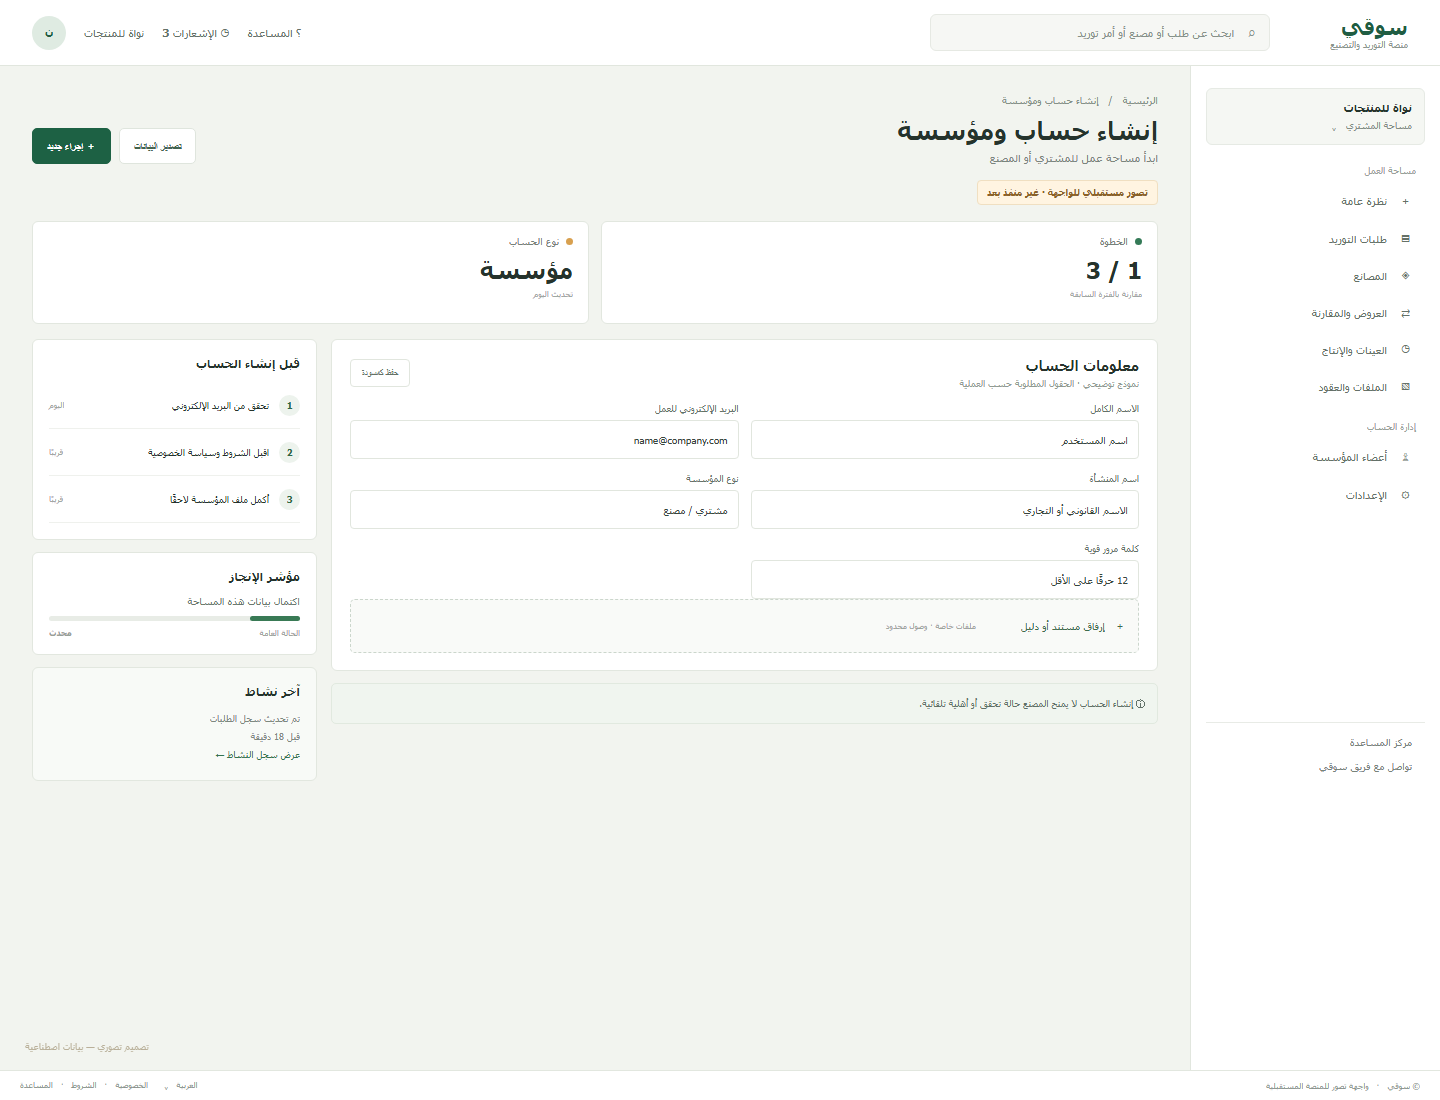 سوقي
منصة التوريد والتصنيع
ابحث عن طلب أو مصنع أو أمر توريد
؟ المساعدة
الإشعارات 3
نواة للمنتجات
ن
نواة للمنتجات
مساحة المشتري
مساحة العمل
نظرة عامة
طلبات التوريد
المصانع
العروض والمقارنة
العينات والإنتاج
الملفات والعقود
إدارة الحساب
أعضاء المؤسسة
الإعدادات
مركز المساعدة
تواصل مع فريق سوقي
الرئيسية / إنشاء حساب ومؤسسة
إنشاء حساب ومؤسسة
ابدأ مساحة عمل للمشتري أو المصنع
تصور مستقبلي للواجهة · غير منفذ بعد
تصدير البيانات
+ إجراء جديد
الخطوة
1 / 3
مقارنة بالفترة السابقة
نوع الحساب
مؤسسة
تحديث اليوم
معلومات الحساب
نموذج توضيحي · الحقول المطلوبة حسب العملية
حفظ كمسودة
الاسم الكامل
اسم المستخدم
البريد الإلكتروني للعمل
name@company.com
اسم المنشأة
الاسم القانوني أو التجاري
نوع المؤسسة
مشتري / مصنع
كلمة مرور قوية
12 حرفًا على الأقل
+ إرفاق مستند أو دليل
ملفات خاصة · وصول محدود
إنشاء الحساب لا يمنح المصنع حالة تحقق أو أهلية تلقائية.
قبل إنشاء الحساب
1 تحقق من البريد الإلكتروني اليوم
2 اقبل الشروط وسياسة الخصوصية قريبًا
3 أكمل ملف المؤسسة لاحقًا قريبًا
مؤشر الإنجاز
اكتمال بيانات هذه المساحة
الحالة العامة محدث
آخر نشاط
تم تحديث سجل الطلبات
قبل 18 دقيقة
عرض سجل النشاط ←
تصميم تصوري — بيانات اصطناعية
© سوقي · واجهة تصور للمنصة المستقبلية
العربية الخصوصية · الشروط · المساعدة